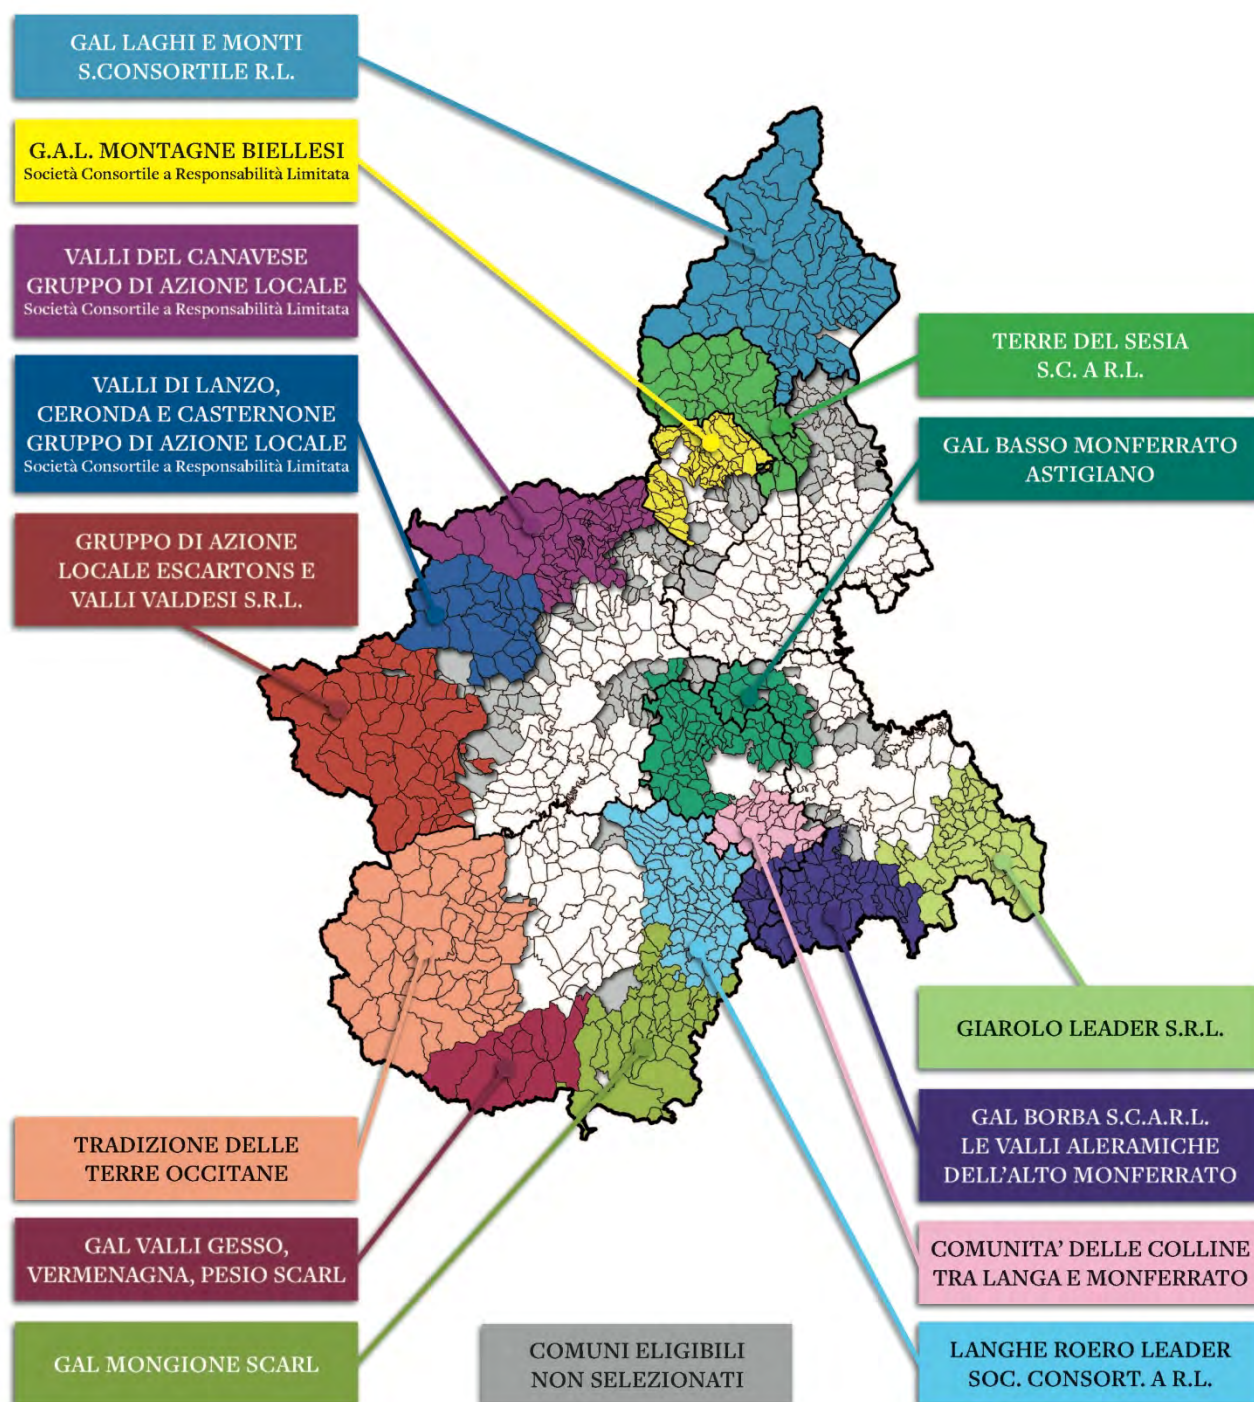 GAL LAGHI E MONTI
S.CONSORTILE R.L.
G.A.L. MONTAGNE BIELLESI
Società Consortile a Responsabilità Limitata
VALLI DEL CANAVESE
GRUPPO DI AZIONE LOCALE
Società Consortile a Responsabilità Limitata
VALLI DI LANZO,
CERONDA E CASTERNONE
GRUPPO DI AZIONE LOCALE
Società Consortile a Responsabilità Limitata
GRUPPO DI AZIONE
LOCALE ESCARTONS E
VALLI VALDESI S.R.L.
TERRE DEL SESIA
S.C. A R.L.
GAL BASSO MONFERRATO
ASTIGIANO
TRADIZIONE DELLE
TERRE OCCITANE
GAL VALLI GESSO,
VERMENAGNA, PESIO SCARL
GAL MONGIONE SCARL
COMUNI ELIGIBILI
NON SELEZIONATI
GIAROLO LEADER S.R.L.
GAL BORBA S.C.A.R.L.
LE VALLI ALERAMICHE
DELL'ALTO MONFERRATO
COMUNITA' DELLE COLLINE
TRA LANGA E MONFERRATO
LANGHE ROERO LEADER
SOC. CONSORT. A R.L.